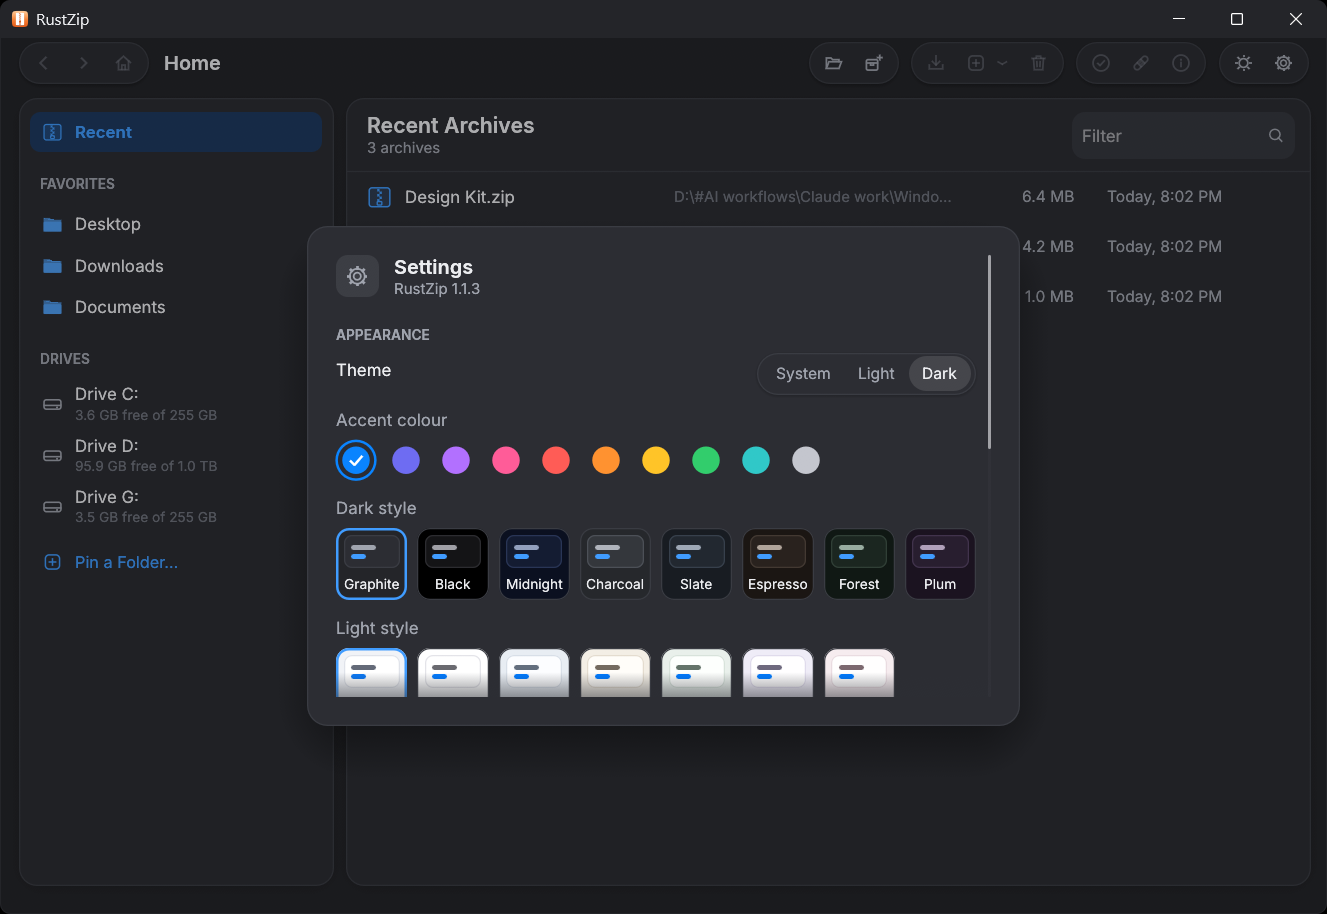 RustZip
Home
Recent
FAVORITES
Desktop
Downloads
Documents
DRIVES
Drive C:
3.6 GB free of 255 GB
Drive D:
95.9 GB free of 1.0 TB
Drive G:
3.5 GB free of 255 GB
Pin a Folder...
Recent Archives
3 archives
Filter
Design Kit.zip D:\#AI workflows\Claude work\Windo... 6.4 MB Today, 8:02 PM
4.2 MB Today, 8:02 PM
1.0 MB Today, 8:02 PM
Settings
RustZip 1.1.3
APPEARANCE
Theme System Light Dark
Accent colour
Dark style
Graphite Black Midnight Charcoal Slate Espresso Forest Plum
Light style